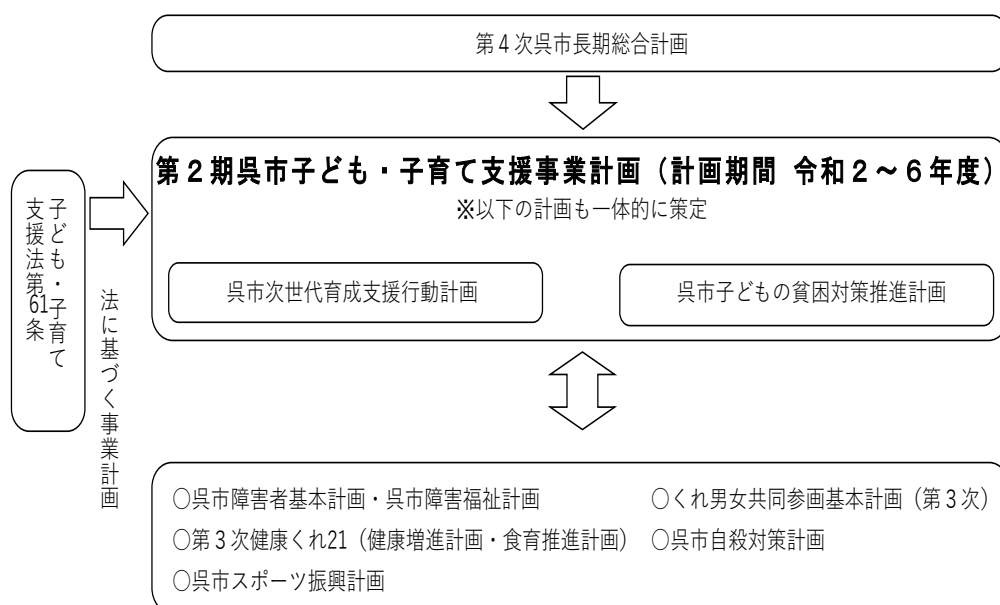 第４次呉市長期総合計画
第２期呉市子ども・子育て支援事業計画（計画期間 令和２～６年度）
※以下の計画も一体的に策定
呉市次世代育成支援行動計画
呉市子どもの貧困対策推進計画
子ども・子育て
支援法第61条
法に基づく事業計画
○呉市障害者基本計画・呉市障害福祉計画
○くれ男女共同参画基本計画（第３次）
○第３次健康くれ21（健康増進計画・食育推進計画）
○呉市自殺対策計画
○呉市スポーツ振興計画